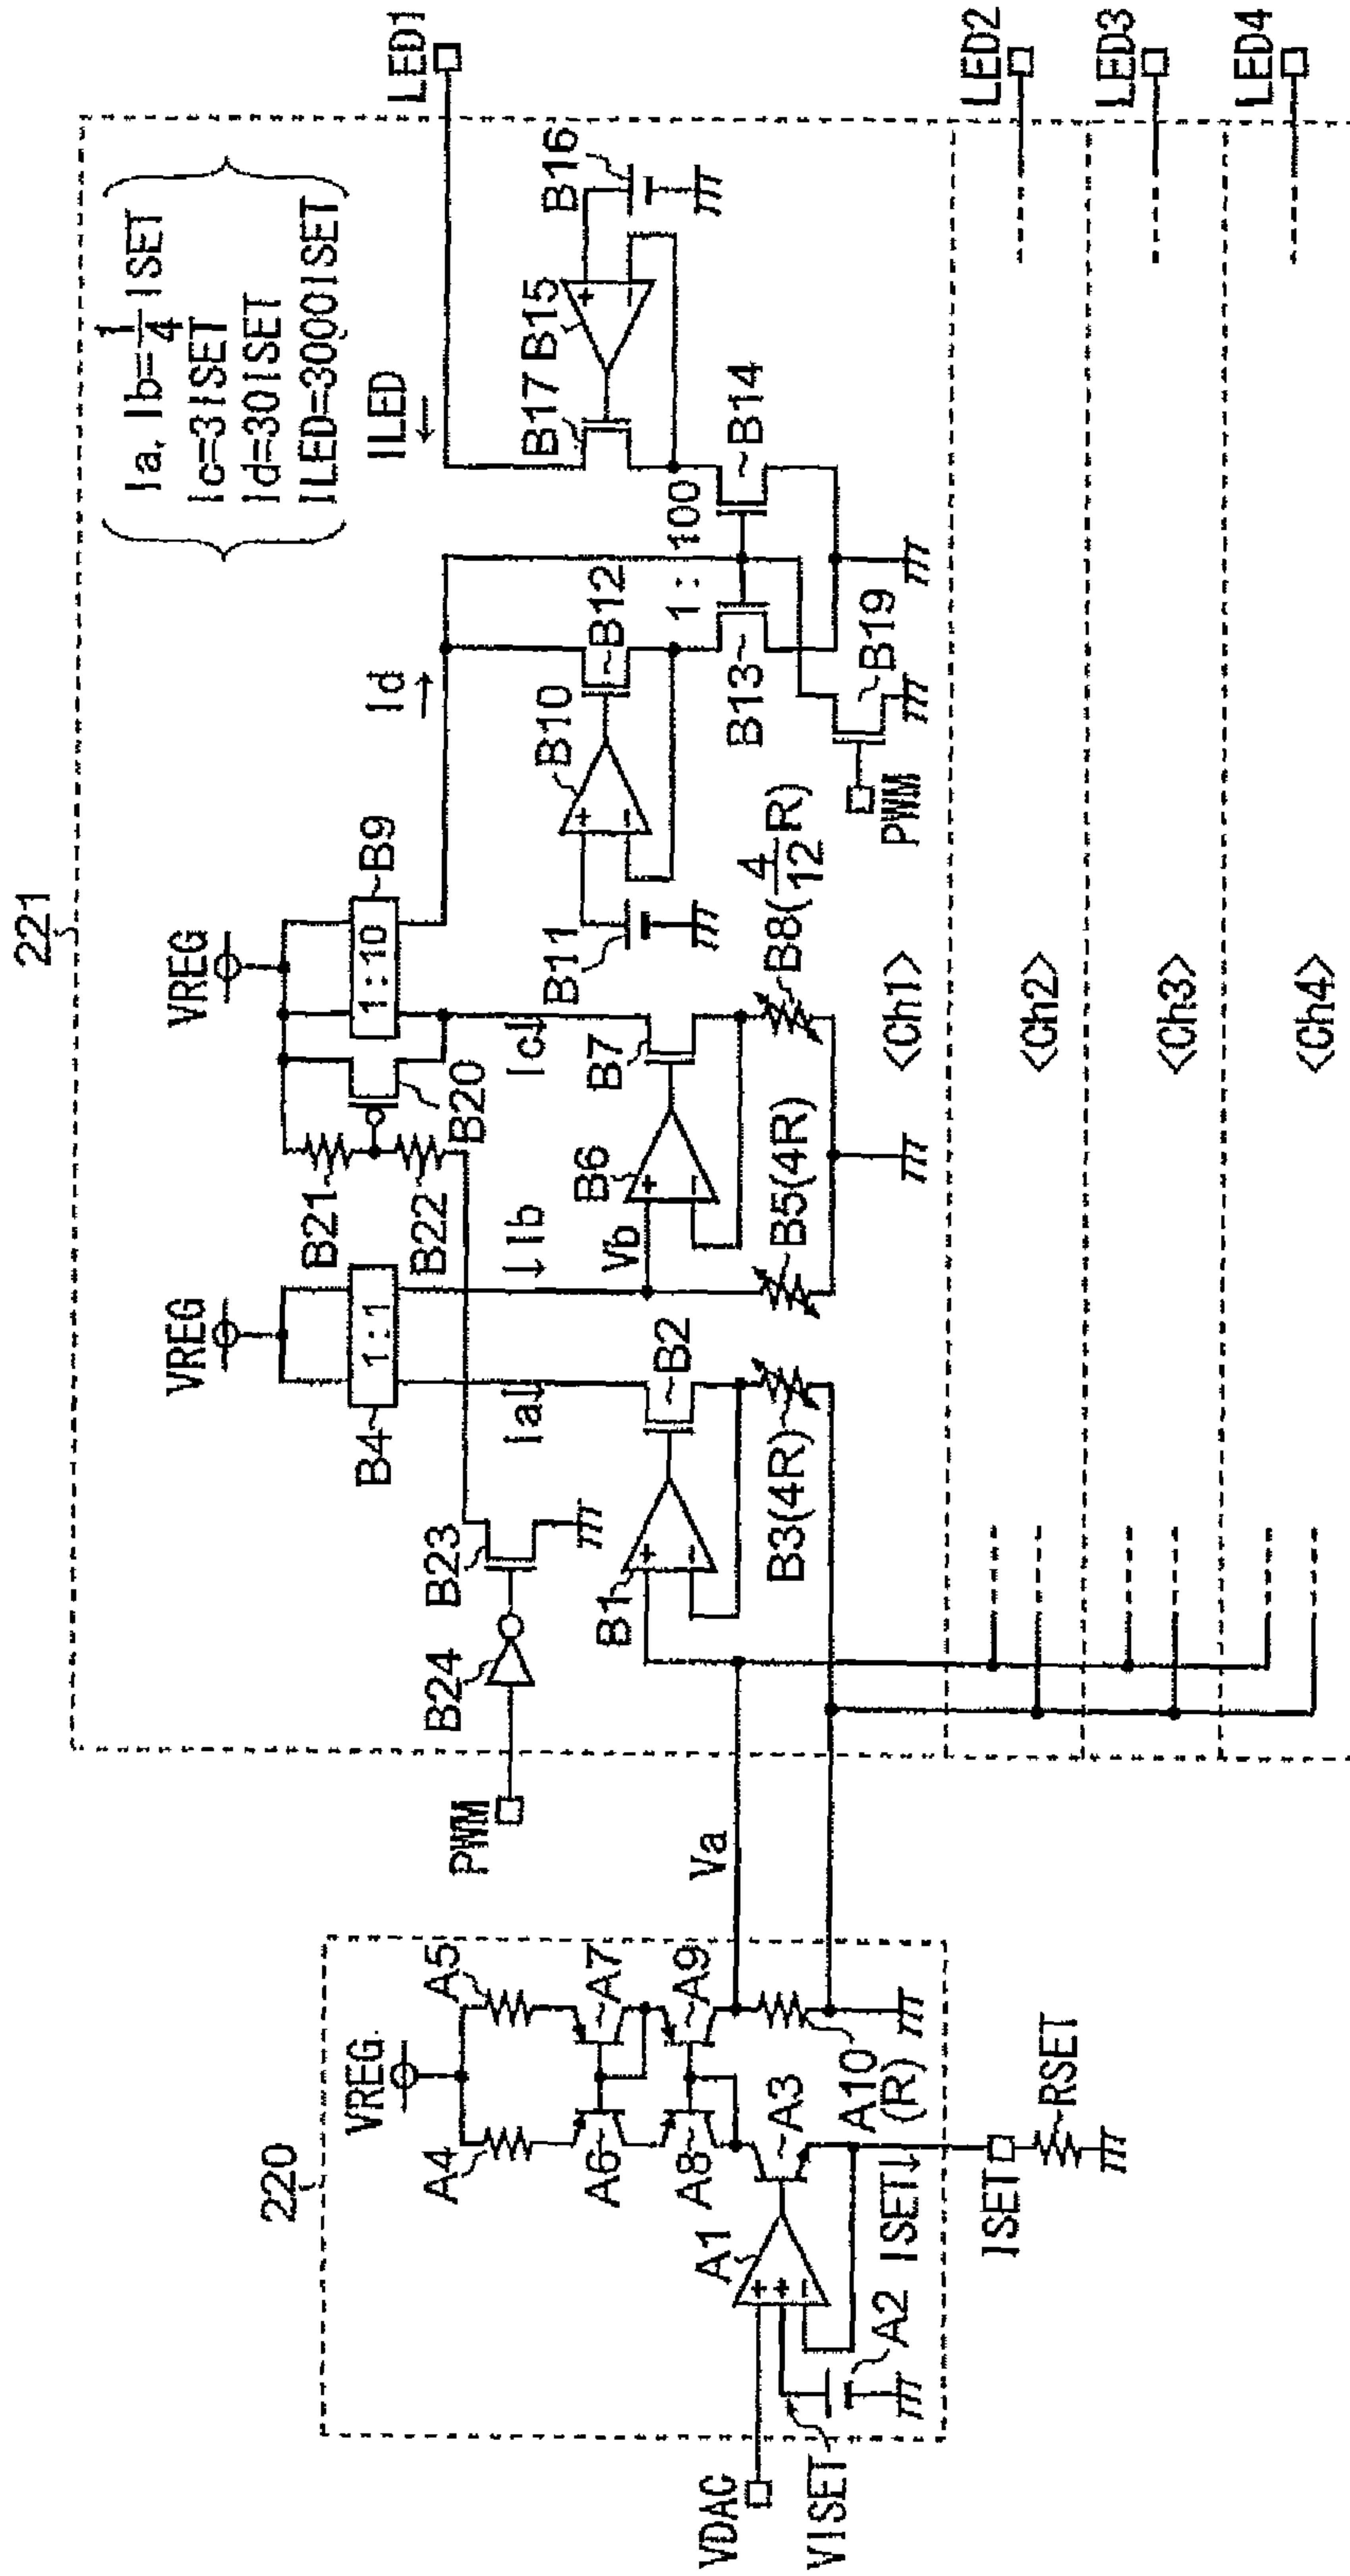 221
220
Ia, Ib=1/4 ISET
Ic=3ISET
Id=30ISET
ILED=3000ISET
VREG
A4
A5
A6
A7
A8
A9
A1
A3
A10
(R)
VDAC
VISET
A2
ISET
ISET
RSET
Va
PWM
B24
B23
VREG
B4
1:1
Ia
Ib
B1
B2
B3(4R)
Vb
B5(4R)
VREG
B21
B22
B20
1:10
B9
Ic
B6
B7
B8(4/12R)
Id
B10
B11
B12
B13
1:100
B14
PWM
B19
ILED
B17
B15
B16
LED1
<Ch1>
<Ch2>
LED2
<Ch3>
LED3
<Ch4>
LED4